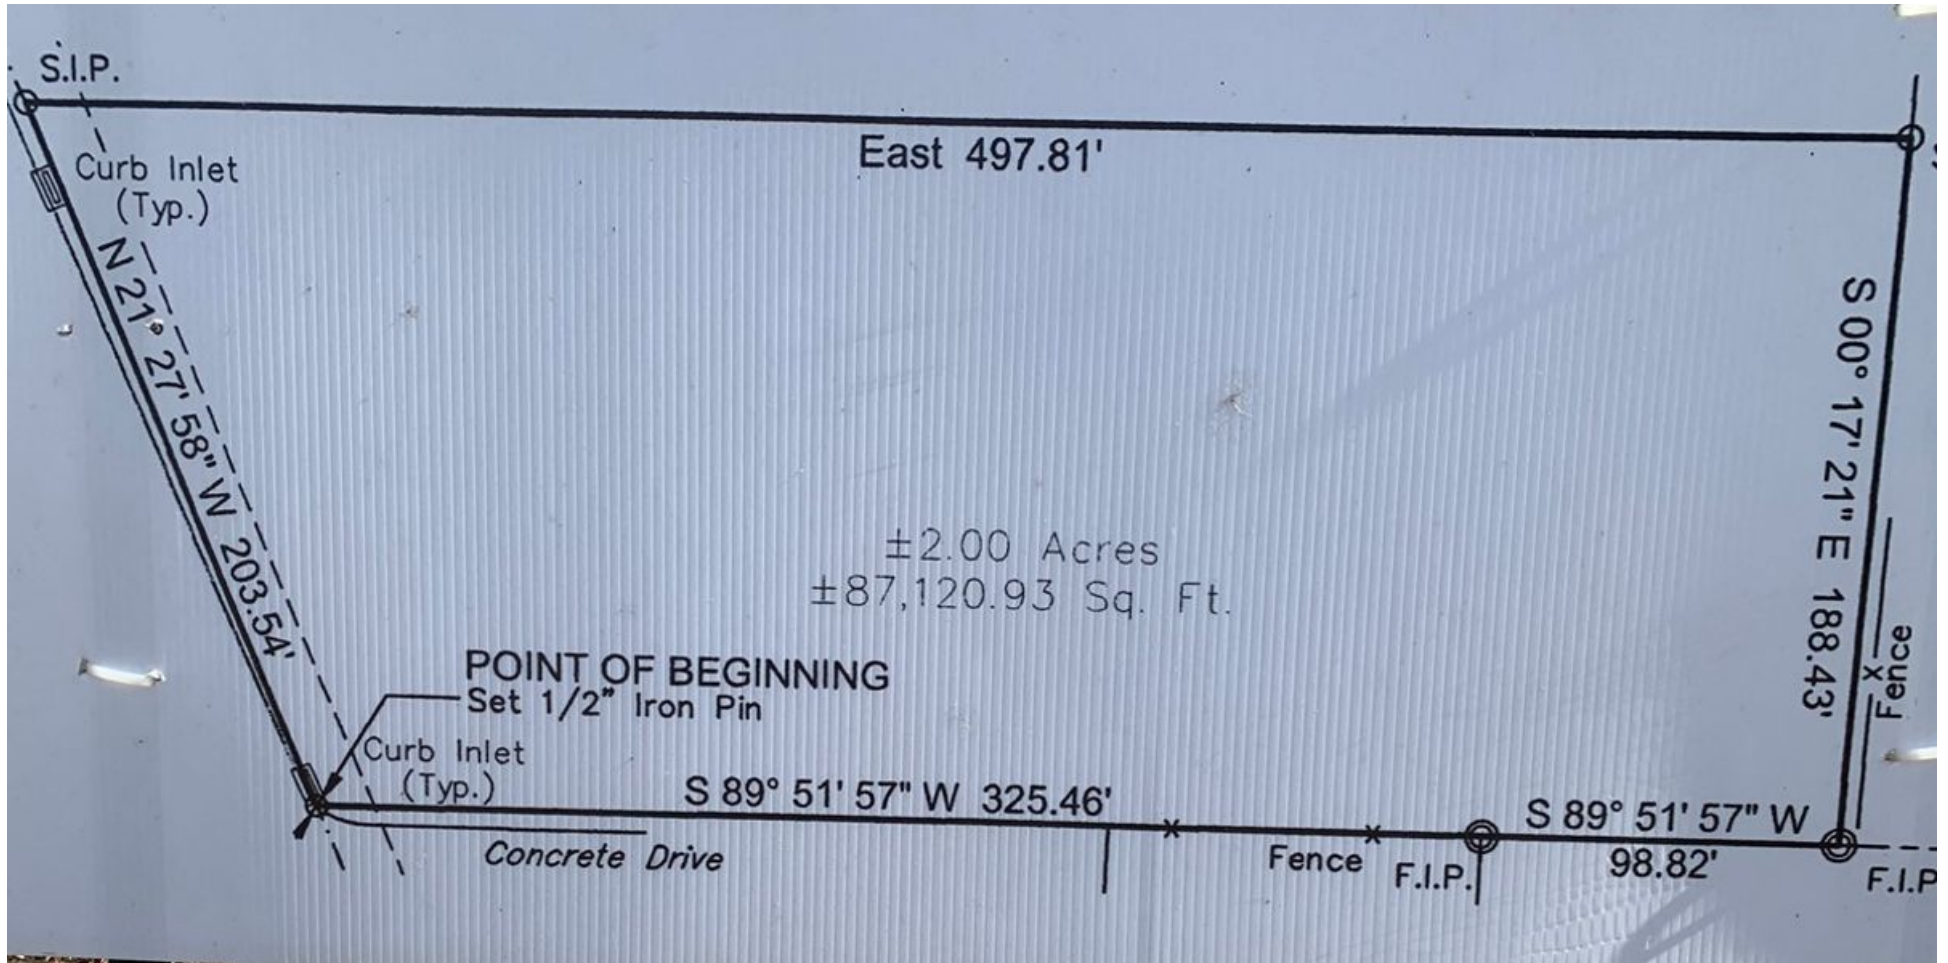 S.I.P.
East 497.81'
Curb Inlet
(Typ.)
N 21° 27' 58" W 203.54'
S 00° 17' 21" E 188.43'
±2.00 Acres
±87,120.93 Sq. Ft.
Fence
X
POINT OF BEGINNING
Set 1/2" Iron Pin
Curb Inlet
(Typ.)
S 89° 51' 57" W 325.46'
S 89° 51' 57" W
98.82'
Concrete Drive
Fence
F.I.P.
F.I.P